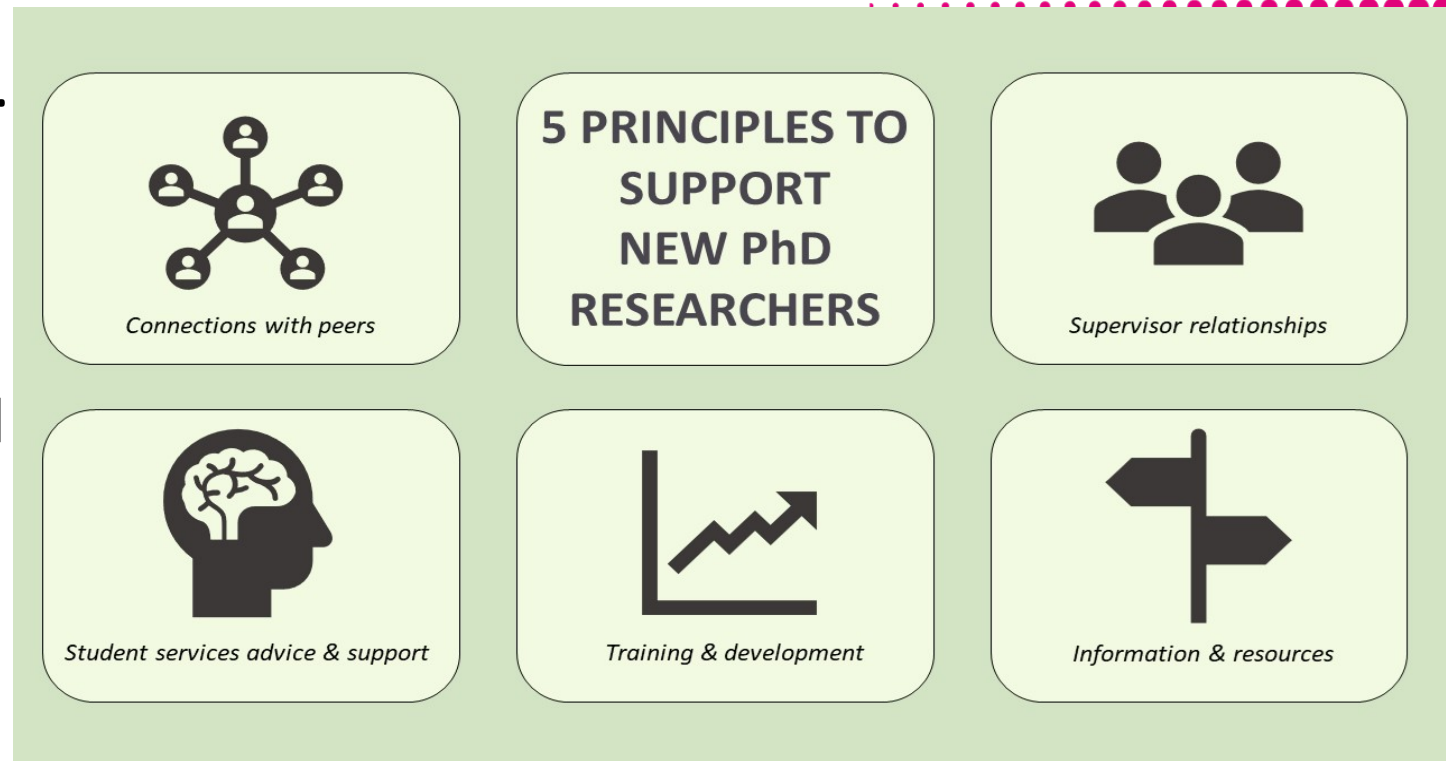 Connections with peers
5 PRINCIPLES TO
SUPPORT
NEW PhD
RESEARCHERS
Supervisor relationships
Student services advice & support
Training & development
Information & resources